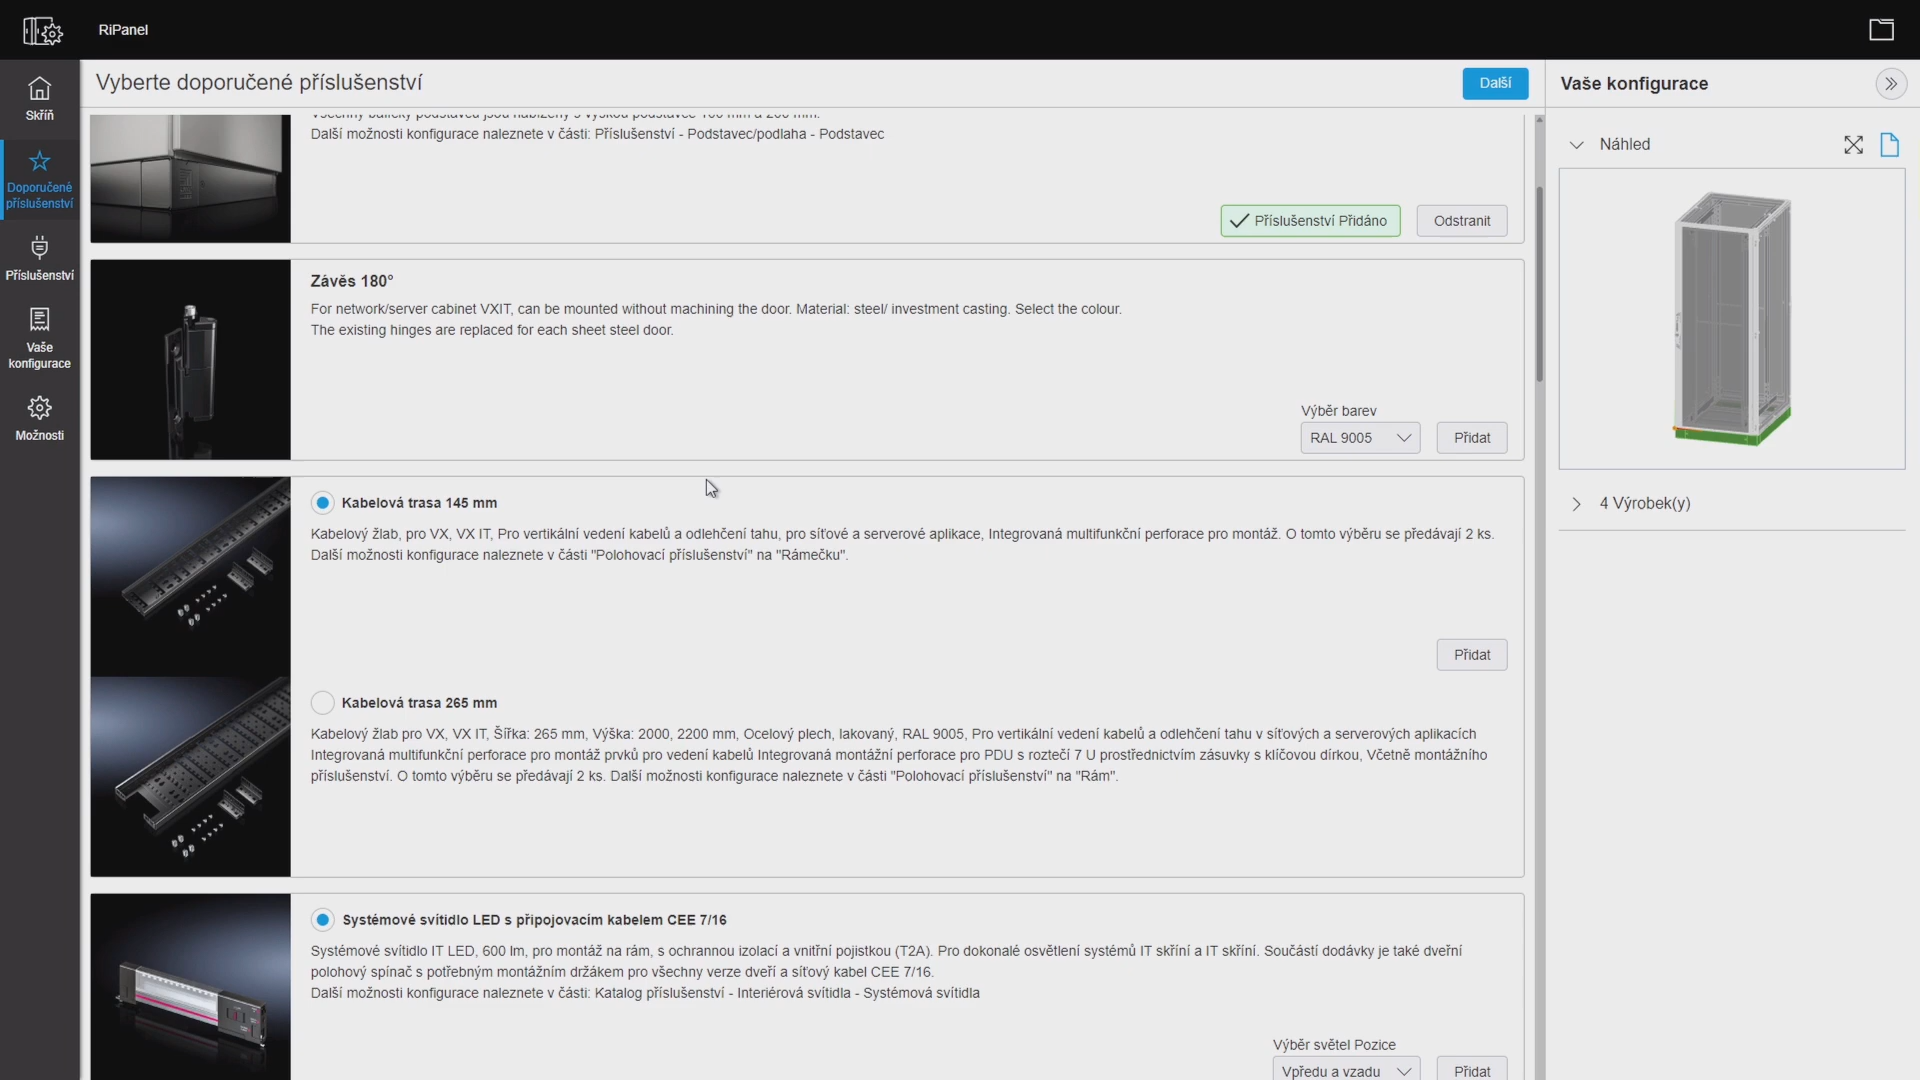 RiPanel
Skříň
Doporučené
příslušenství
Příslušenství
Vaše
konfigurace
Možnosti
Vyberte doporučené příslušenství
Další
Další možnosti konfigurace naleznete v části: Příslušenství - Podstavec/podlaha - Podstavec
Příslušenství Přidáno
Odstranit
Závěs 180°
For network/server cabinet VXIT, can be mounted without machining the door. Material: steel/ investment casting. Select the colour.
The existing hinges are replaced for each sheet steel door.
Výběr barev
RAL 9005
Přidat
Kabelová trasa 145 mm
Kabelový žlab, pro VX, VX IT, Pro vertikální vedení kabelů a odlehčení tahu, pro síťové a serverové aplikace, Integrovaná multifunkční perforace pro montáž. O tomto výběru se předávají 2 ks.
Další možnosti konfigurace naleznete v části "Polohovací příslušenství" na "Rámečku".
Přidat
Kabelová trasa 265 mm
Kabelový žlab pro VX, VX IT, Šířka: 265 mm, Výška: 2000, 2200 mm, Ocelový plech, lakovaný, RAL 9005, Pro vertikální vedení kabelů a odlehčení tahu v síťových a serverových aplikacích
Integrovaná multifunkční perforace pro montáž prvků pro vedení kabelů Integrovaná montážní perforace pro PDU s roztečí 7 U prostřednictvím zásuvky s klíčovou dírkou, Včetně montážního
příslušenství. O tomto výběru se předávají 2 ks. Další možnosti konfigurace naleznete v části "Polohovací příslušenství" na "Rám".
Systémové svítidlo LED s připojovacím kabelem CEE 7/16
Systémové svítidlo IT LED, 600 lm, pro montáž na rám, s ochrannou izolací a vnitřní pojistkou (T2A). Pro dokonalé osvětlení systémů IT skříní a IT skříní. Součástí dodávky je také dveřní
polohový spínač s potřebným montážním držákem pro všechny verze dveří a síťový kabel CEE 7/16.
Další možnosti konfigurace naleznete v části: Katalog příslušenství - Interiérová svítidla - Systémová svítidla
Výběr světel Pozice
Vpředu a vzadu
Přidat
Vaše konfigurace
Náhled
4 Výrobek(y)